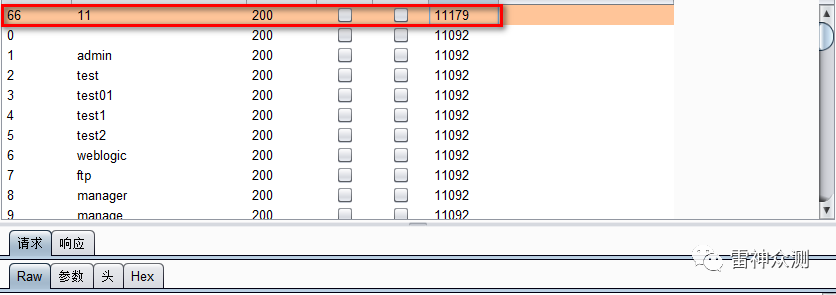 66 11 200 11179
0 200 11092
1 admin 200 11092
2 test 200 11092
3 test01 200 11092
4 test1 200 11092
5 test2 200 11092
6 weblogic 200 11092
7 ftp 200 11092
8 manager 200 11092
9 manage 200 11092
请求 响应
雷神众测
Raw 参数 头 Hex